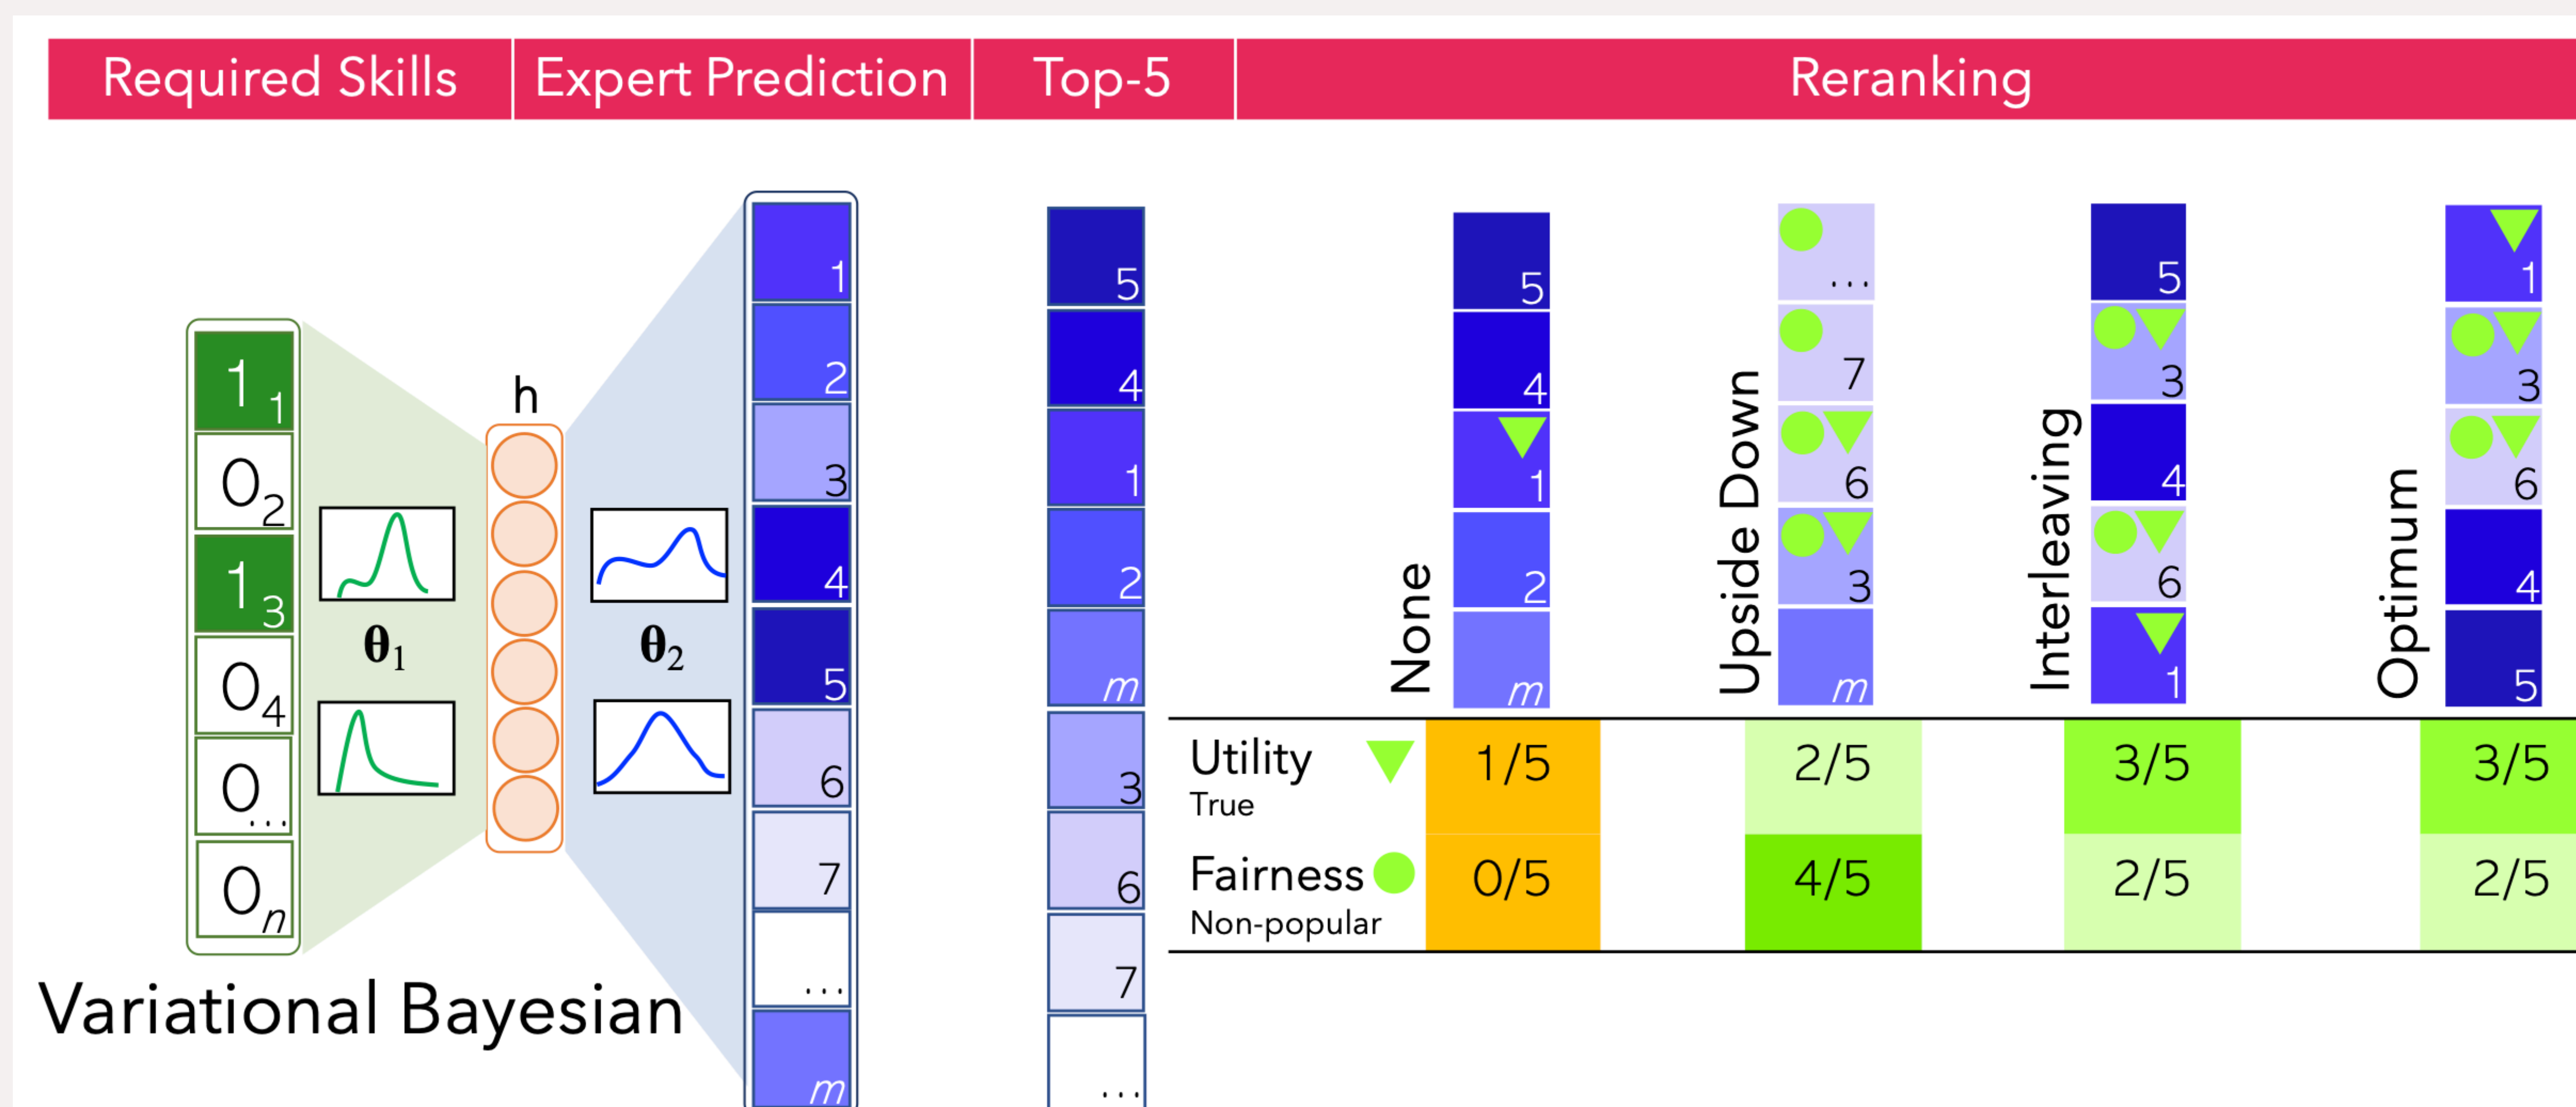 Required Skills
Expert Prediction
Top-5
Reranking
1 1
0 2
1 3
0 4
0 ...
0 n
θ1
h
θ2
1
2
3
4
5
6
7
...
m
Variational Bayesian
5
4
1
2
m
3
6
7
...
None
5
4
1
2
m
Upside Down
...
7
6
3
m
Interleaving
5
3
4
6
1
Optimum
1
3
6
4
5
Utility 1/5 2/5 3/5 3/5
True
Fairness 0/5 4/5 2/5 2/5
Non-popular